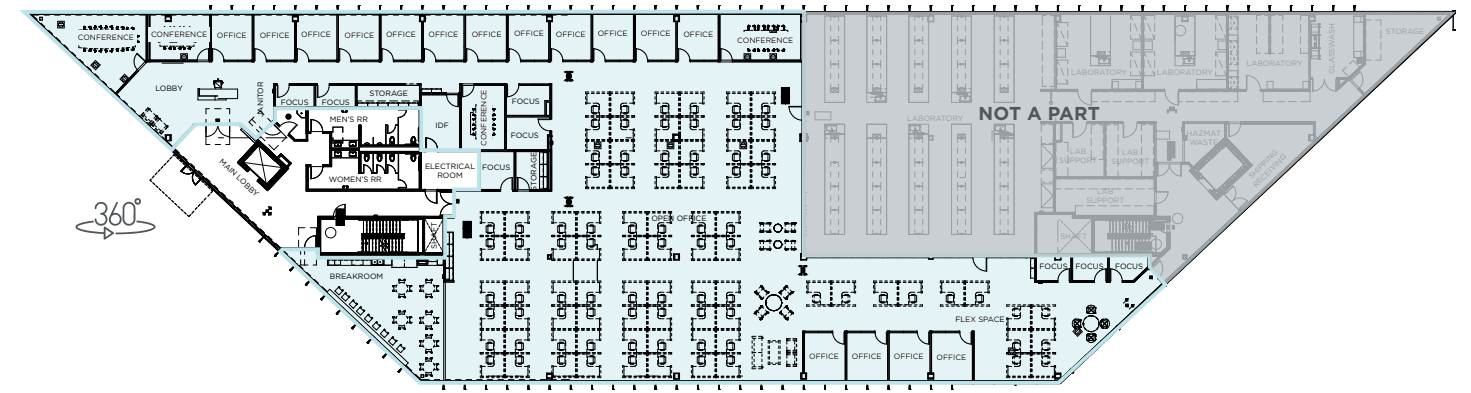 CONFERENCE
CONFERENCE
OFFICE
OFFICE
OFFICE
OFFICE
OFFICE
OFFICE
OFFICE
OFFICE
OFFICE
OFFICE
OFFICE
OFFICE
CONFERENCE
LABORATORY
LABORATORY
LABORATORY
GLASSWASH
STORAGE
LOBBY
JANITOR
FOCUS
FOCUS
STORAGE
MEN'S RR
IDF
CONFERENCE
FOCUS
FOCUS
LABORATORY
NOT A PART
MAIN LOBBY
WOMEN'S RR
ELECTRICAL
ROOM
FOCUS
STORAGE
LAB
SUPPORT
LAB
SUPPORT
HAZMAT
WASTE
SHIPPING
RECEIVING
LAB
SUPPORT
360°
OPEN OFFICE
SHAFT
SHAFT
BREAKROOM
FOCUS
FOCUS
FOCUS
FLEX SPACE
OFFICE
OFFICE
OFFICE
OFFICE